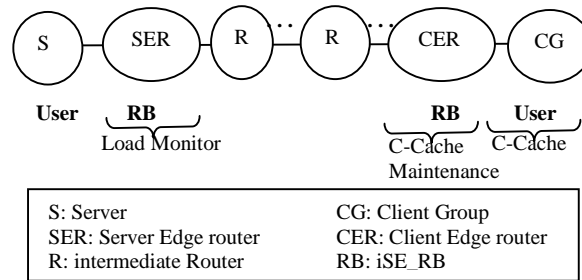 S SER R ... R ... CER CG
User RB RB User
Load Monitor C-Cache C-Cache
Maintenance
S: Server CG: Client Group
SER: Server Edge router CER: Client Edge router
R: intermediate Router RB: iSE_RB